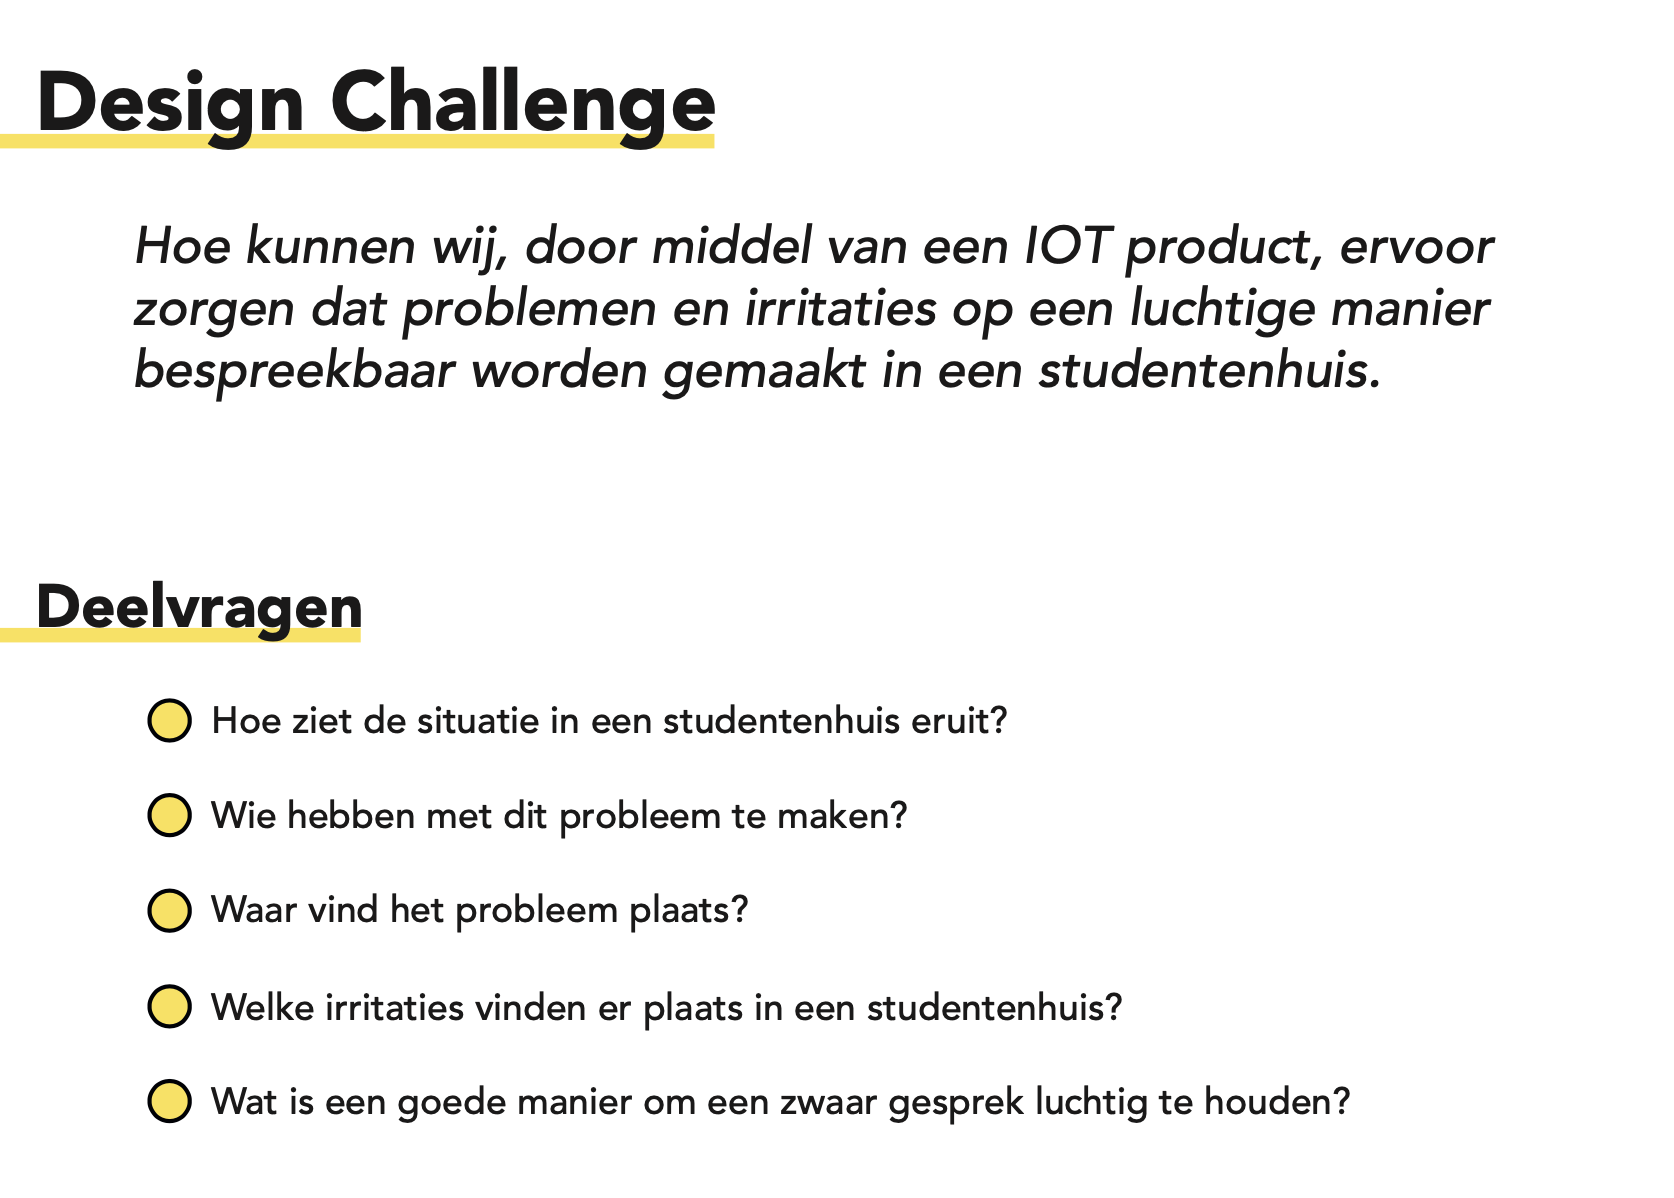 Design Challenge
Hoe kunnen wij, door middel van een IOT product, ervoor
zorgen dat problemen en irritaties op een luchtige manier
bespreekbaar worden gemaakt in een studentenhuis.
Deelvragen
Hoe ziet de situatie in een studentenhuis eruit?
Wie hebben met dit probleem te maken?
Waar vind het probleem plaats?
Welke irritaties vinden er plaats in een studentenhuis?
Wat is een goede manier om een zwaar gesprek luchtig te houden?